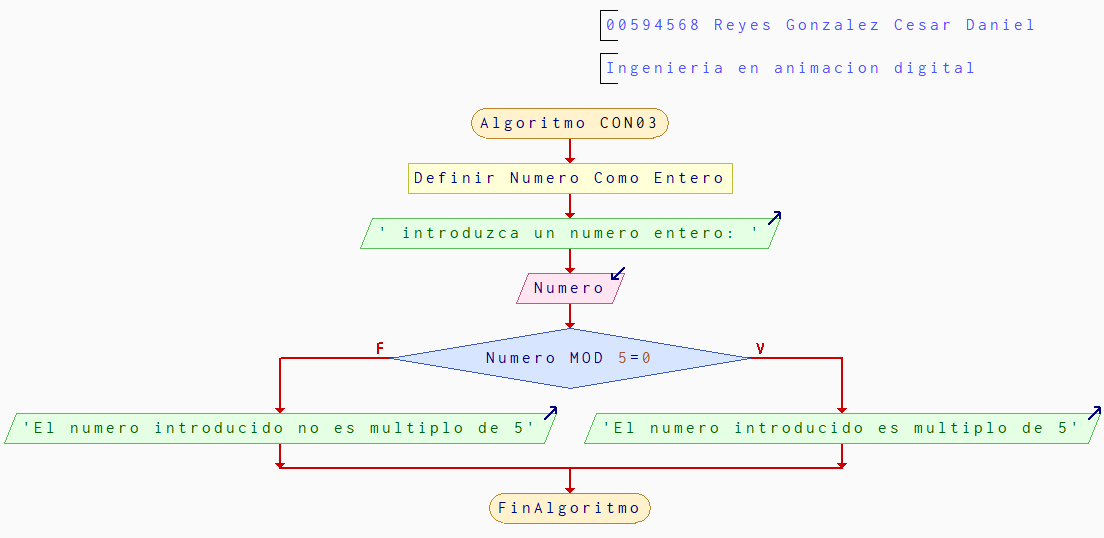 00594568 Reyes Gonzalez Cesar Daniel
Ingenieria en animacion digital
Algoritmo CON03
Definir Numero Como Entero
' introduzca un numero entero: '
Numero
Numero MOD 5=0
F
V
'El numero introducido no es multiplo de 5'
'El numero introducido es multiplo de 5'
FinAlgoritmo